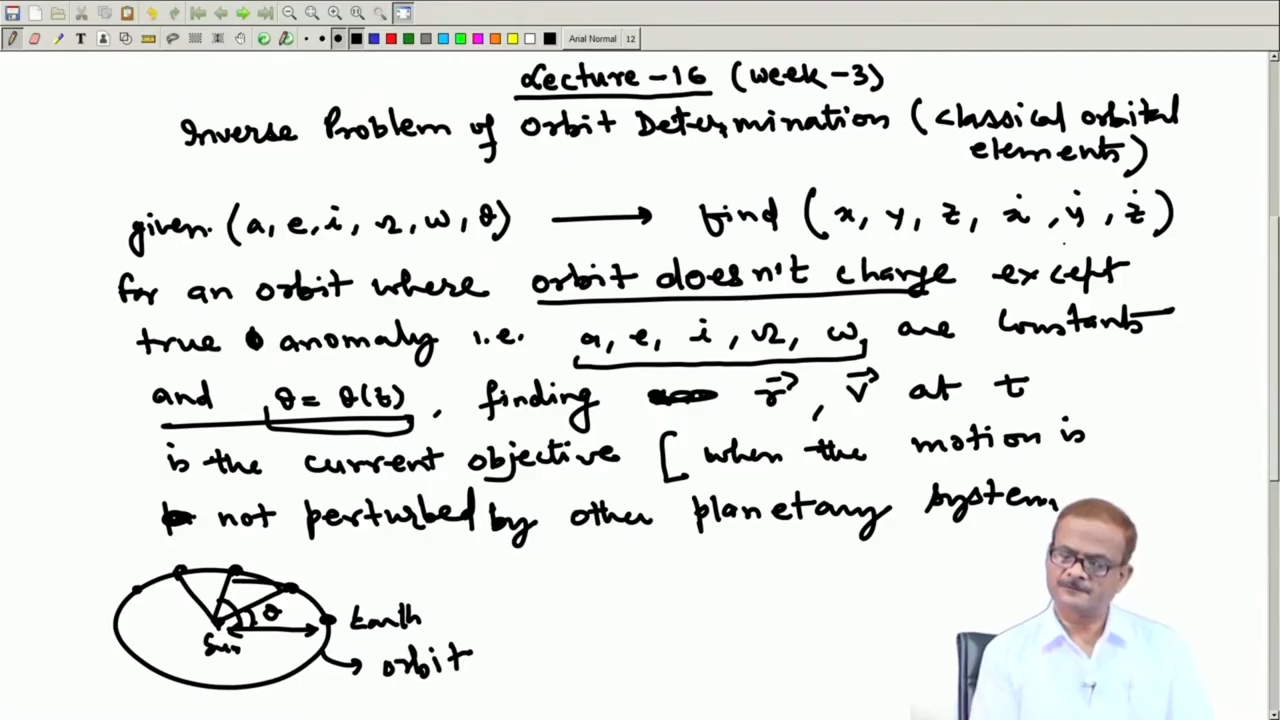 Arial Normal 12
Lecture-16 (week-3)
Inverse Problem of Orbit Determination (classical orbital
elements)
given. (a, e, i, Ω, ω, θ) ⟶ find (x, y, z, ẋ, ẏ, ż)
for an orbit where orbit doesn't change except
true anomaly i.e. a, e, i, Ω, ω, are constants
and θ = θ(t), finding r⃗, v⃗ at t
is the current objective [when the motion is
not perturbed by other planetary system
θ
Sun
Earth
orbit